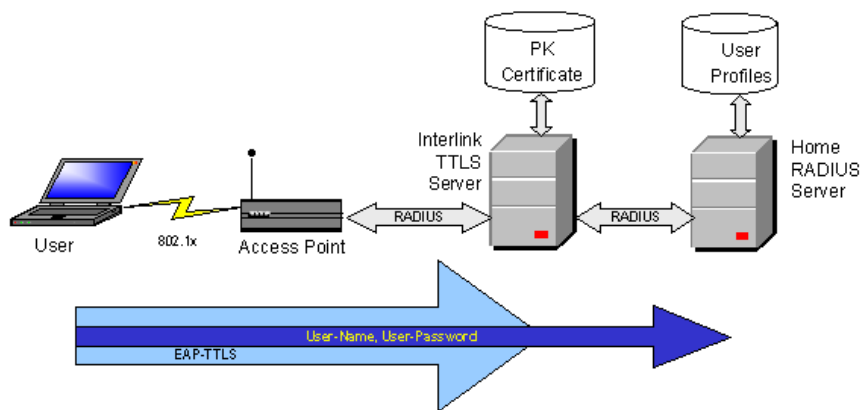 PK
Certificate
User
Profiles
Interlink
TTLS
Server
Home
RADIUS
Server
RADIUS
RADIUS
User
802.1x
Access Point
User-Name, User-Password
EAP-TTLS